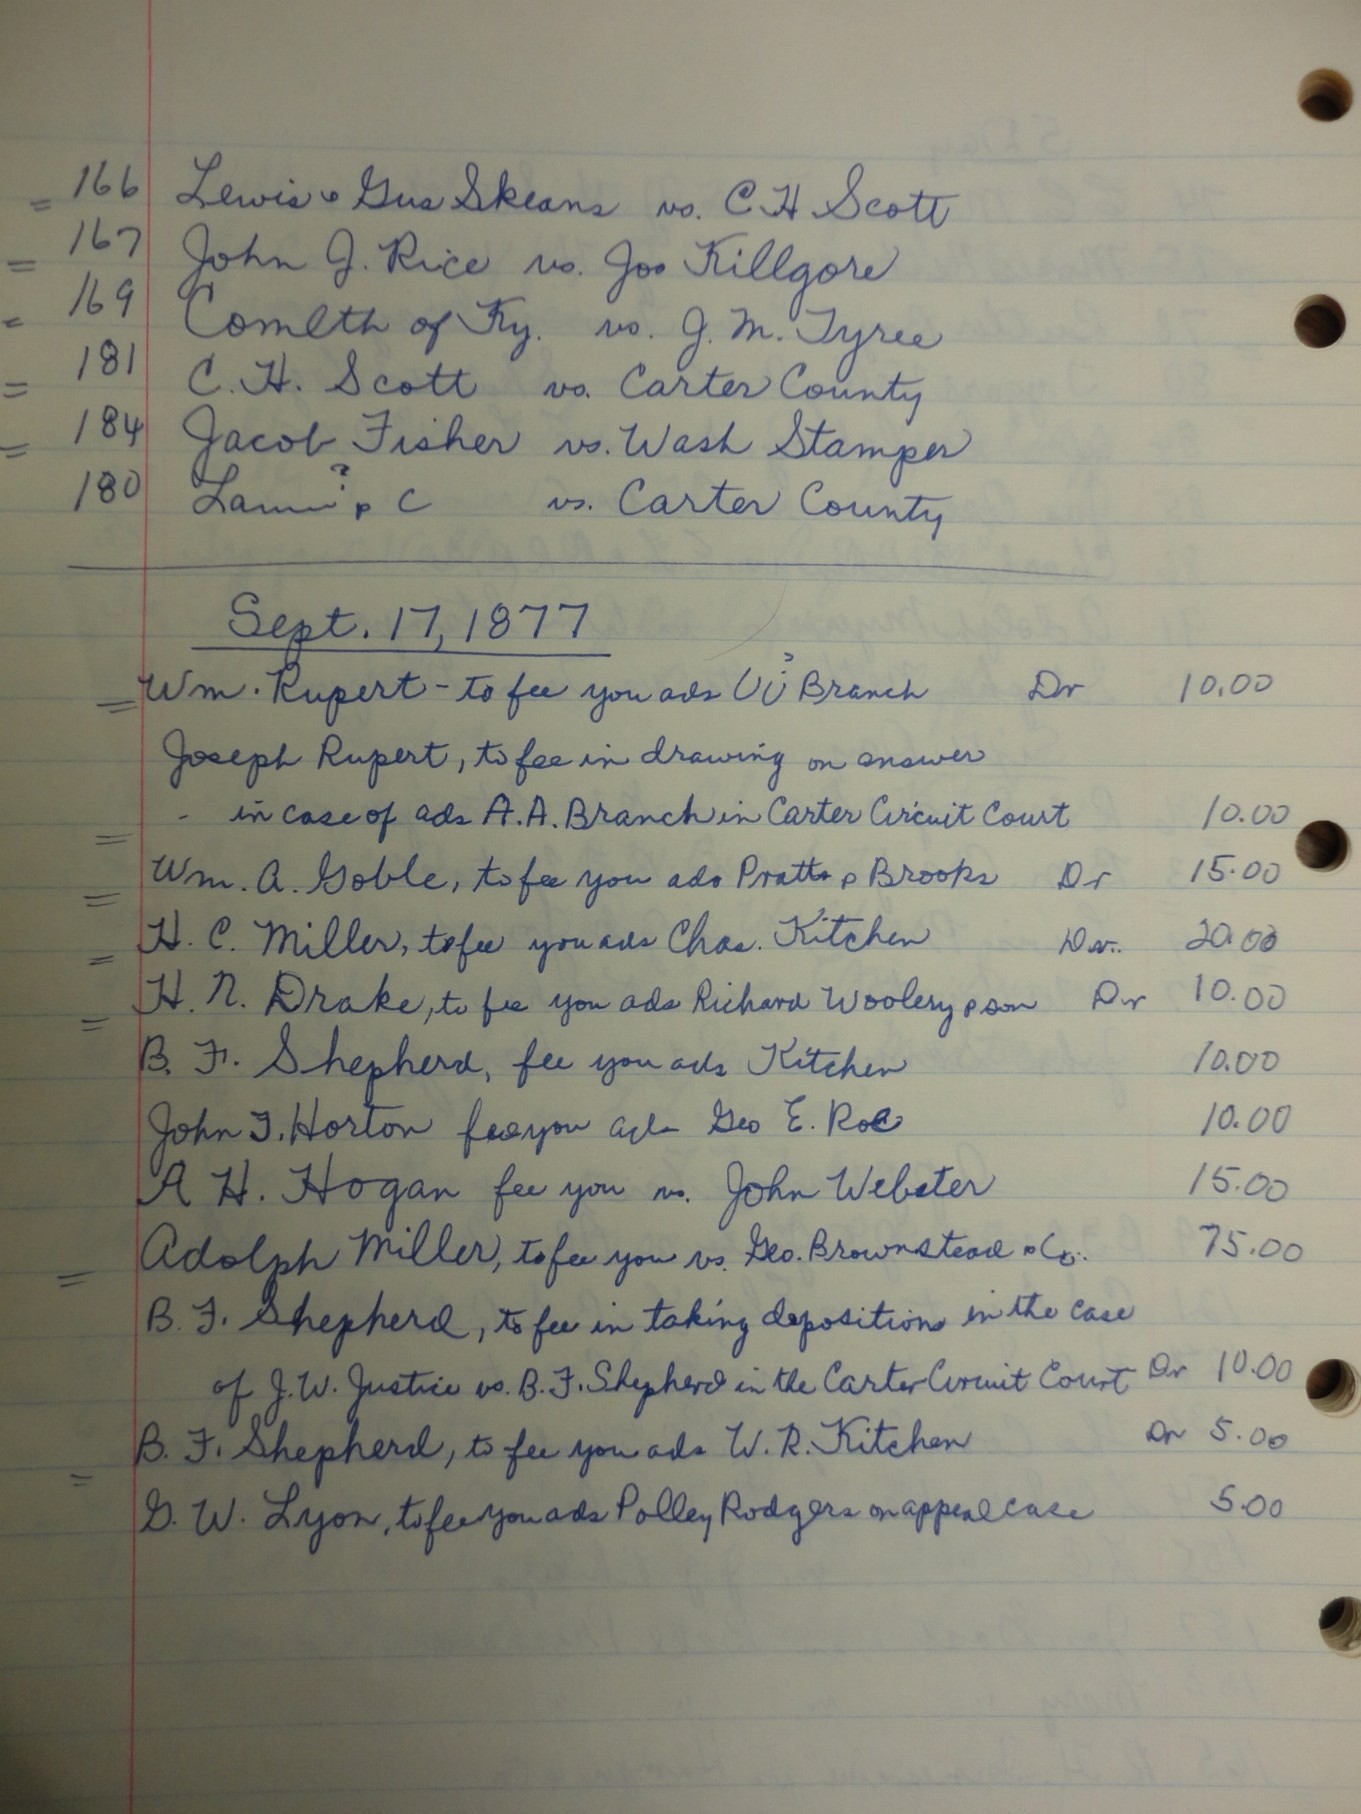 = 166 Lewis & Gus Skeans vs. C H Scott
= 167 John J. Rice vs. Jos Killgore
= 169 Comlth of Ky. vs. J. M. Tyree
= 181 C. H. Scott vs. Carter County
= 184 Jacob Fisher vs. Wash Stamper
180 ? & C vs. Carter County
Sept. 17, 1877
= Wm. Rupert - to fee you ads ? Branch Dr 10.00
Joseph Rupert, to fee in drawing on answer
- in case of ads A. A. Branch in Carter Circuit Court 10.00
= Wm. A. Goble, to fee you ads Pratts & Brooks Dr 15.00
= H. C. Miller, to fee you ads Chas. Kitchen Dr. 20.00
= H. N. Drake, to fee you ads Richard Woolery & son Dr 10.00
B. F. Shepherd, fee you ads Kitchen 10.00
John T. Horton fee you ads Geo E. Roe 10.00
A H. Hogan fee you vs. John Webster 15.00
= Adolph Miller, to fee you vs. Geo. Brownstead & Co. 75.00
B. F. Shepherd, to fee in taking depositions in the case
of J. W. Justice vs. B. F. Shepherd in the Carter Circuit Court Dr 10.00
= B. F. Shepherd, to fee you ads W. R. Kitchen Dr 5.00
G. W. Lyon, to fee you ads Polley Rodgers on appeal case 5.00